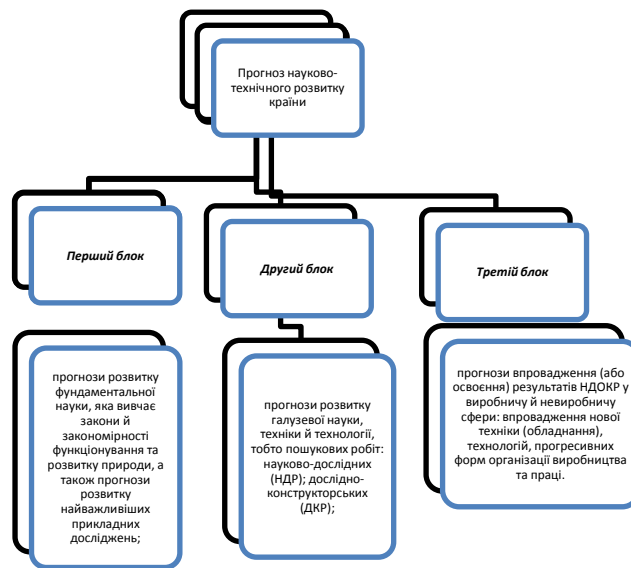 Прогноз науково-
технічного розвитку
країни
Перший блок
Другий блок
Третій блок
прогнози розвитку
фундаментальної
науки, яка вивчає
закони й
закономірності
функціонування та
розвитку природи, а
також прогнози
розвитку
найважливіших
прикладних
досліджень;
прогнози розвитку
галузевої науки,
техніки й технології,
тобто пошукових робіт:
науково-дослідних
(НДР); дослідно-
конструкторських
(ДКР);
прогнози впровадження (або
освоєння) результатів НДОКР у
виробничу й невиробничу
сфери: впровадження нової
техніки (обладнання),
технологій, прогресивних
форм організації виробництва
та праці.